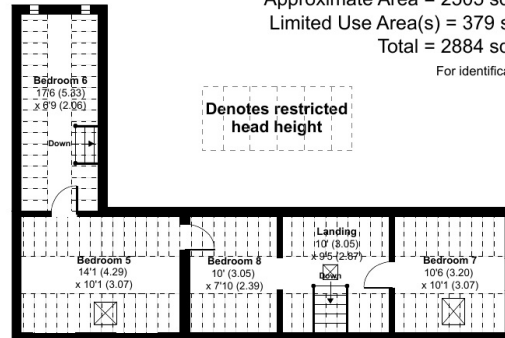 Approximate Area = 2505 sq
Limited Use Area(s) = 379 s
Total = 2884 sq
For identifica
Denotes restricted
head height
Bedroom 6
17'6 (5.33)
x 6'9 (2.06)
Down
Bedroom 5
14'1 (4.29)
x 10'1 (3.07)
Bedroom 8
10' (3.05)
x 7'10 (2.39)
Landing
10' (3.05)
x 9'5 (2.87)
Down
Bedroom 7
10'6 (3.20)
x 10'1 (3.07)